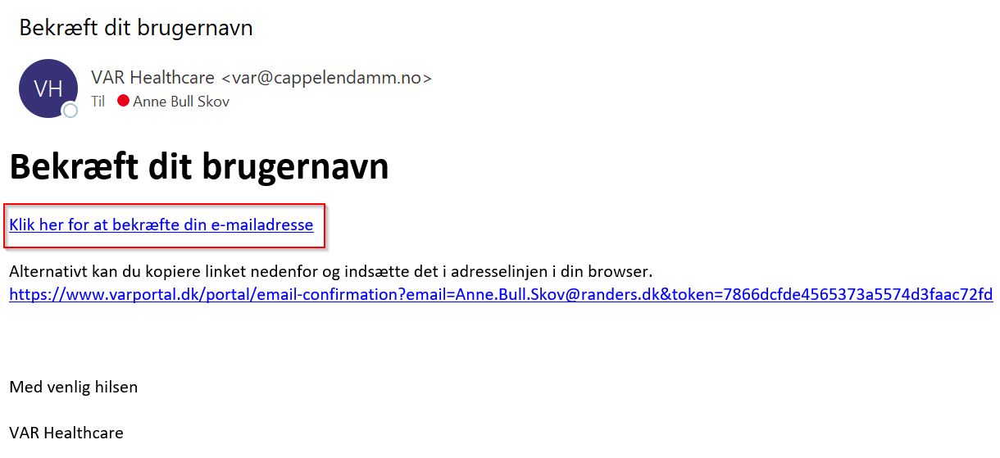 Bekræft dit brugernavn
VH
VAR Healthcare <var@cappelendamm.no>
Til Anne Bull Skov
Bekræft dit brugernavn
Klik her for at bekræfte din e-mailadresse
Alternativt kan du kopiere linket nedenfor og indsætte det i adresselinjen i din browser.
https://www.varportal.dk/portal/email-confirmation?email=Anne.Bull.Skov@randers.dk&token=7866dcfde4565373a5574d3faac72fd
Med venlig hilsen
VAR Healthcare